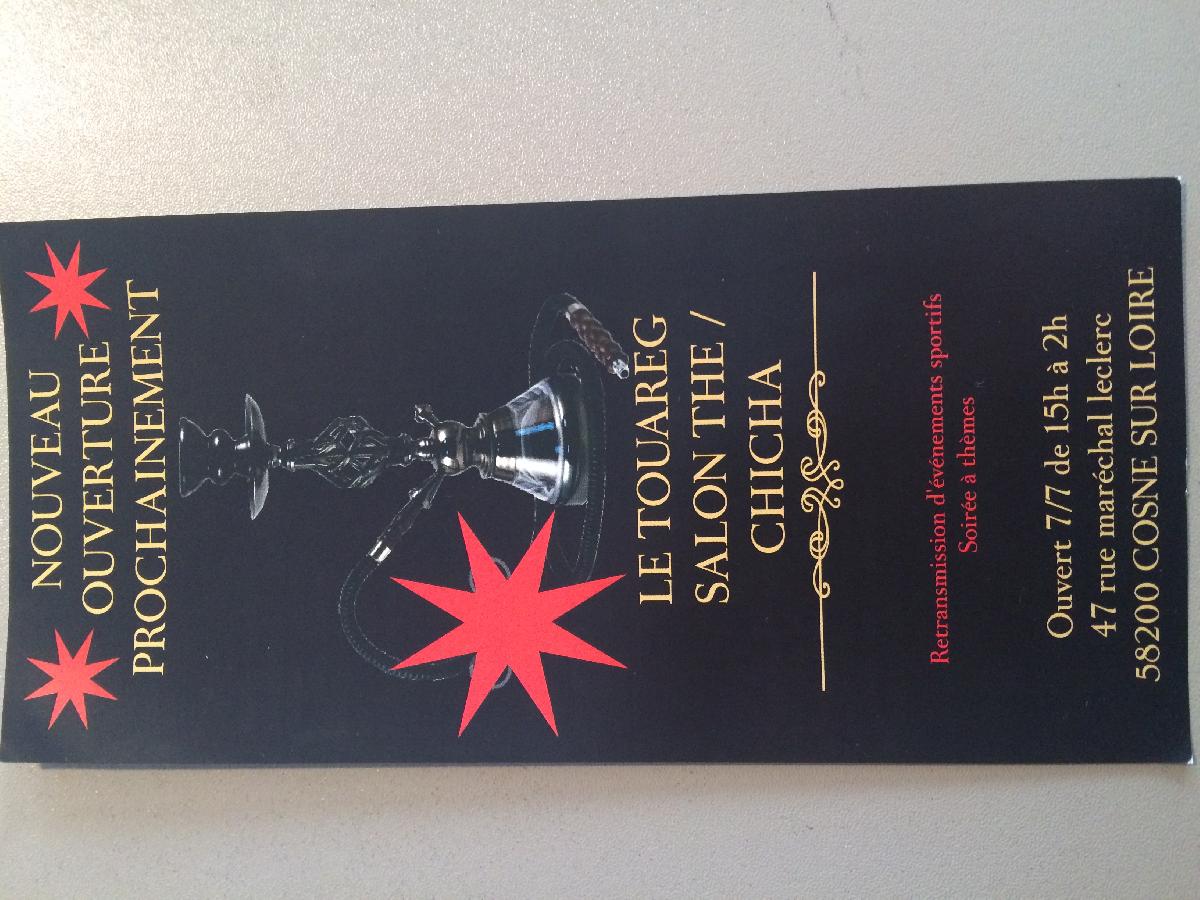 NOUVEAU
OUVERTURE
PROCHAINEMENT
LE TOUAREG
SALON THE /
CHICHA
Retransmission d'événements sportifs
Soirée à thèmes
Ouvert 7/7 de 15h à 2h
47 rue maréchal leclerc
58200 COSNE SUR LOIRE